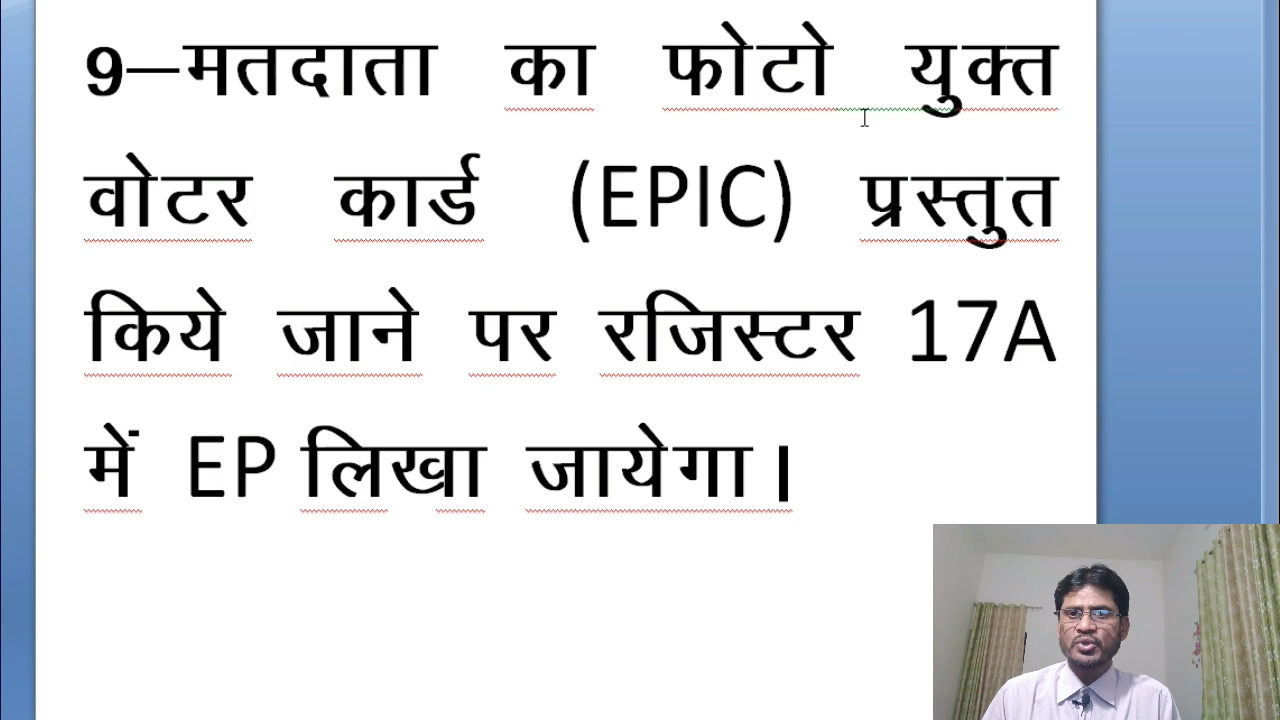 9–मतदाता का फोटो युक्त
वोटर कार्ड (EPIC) प्रस्तुत
किये जाने पर रजिस्टर 17A
में EP लिखा जायेगा।